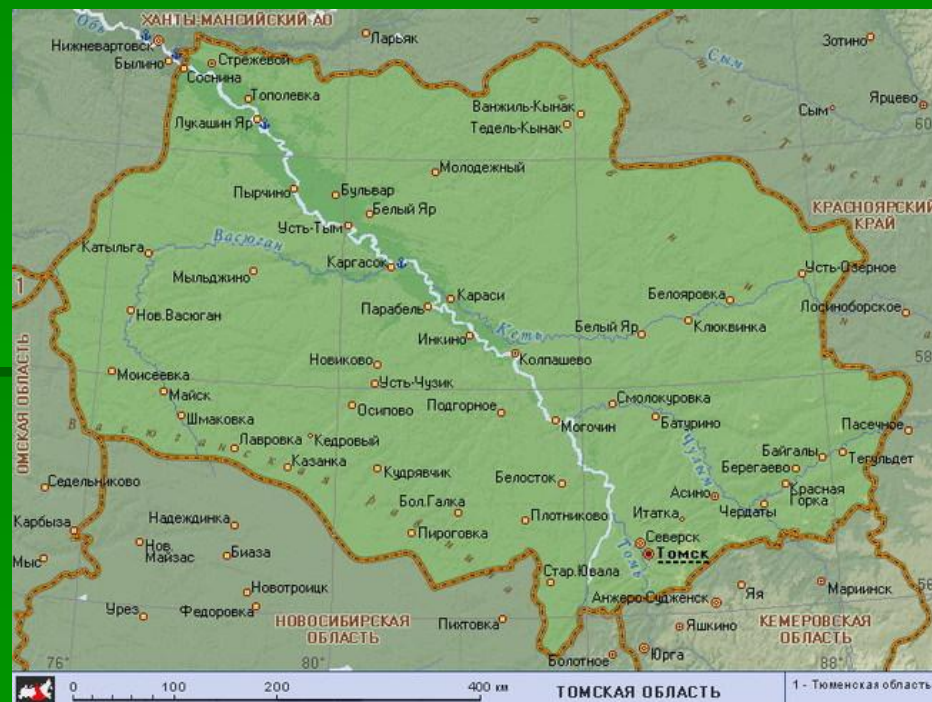 ХАНТЫ-МАНСИЙСКИЙ АО
Обь
Нижневартовск
Былино
Соснина
Стрежевой
Ларьяк
Зотино
Сым
Сым
Ярцево
60
Тополевка
Ванжиль-Кынак
Тедель-Кынак
Лукашин Яр
Молодежный
Пырчино
Бульвар
Белый Яр
КРАСНОЯРСКИЙ
КРАЙ
Усть-Тым
Васюган
Катыльга
Каргасок
Мыльджино
Усть-Озерное
1
Караси
Белояровка
Нов.Васюган
Парабель
Кеть
Лосиноборское
Инкино
Белый Яр
Клюквинка
Колпашево
58
Новиково
Моисеевка
Усть-Чузик
ОМСКАЯ ОБЛАСТЬ
Майск
Осипово
Подгорное
Смолокуровка
Шмаковка
Могочин
Батурино
Пасечное
Васюганская равнина
Чулым
Лавровка
Кедровый
Байгалы
Тегульдет
Казанка
Кудрявчик
Берегаево
Седельниково
Белосток
Асино
Красная
Горка
Бол.Галка
Чердаты
Карбыза
Надеждинка
Плотниково
Итатка
Пироговка
Нов.
Майзас
Биаза
Северск
Мыс
Томь
Томск
Стар.Ювала
Новотроицк
Яя
Мариинск
56
Анжеро-Судженск
Урез
Федоровка
НОВОСИБИРСКАЯ
ОБЛАСТЬ
Пихтовка
Яшкино
КЕМЕРОВСКАЯ
ОБЛАСТЬ
Болотное
Юрга
76°
80°
88°
0 100 200 400 км
ТОМСКАЯ ОБЛАСТЬ
1 - Тюменская область